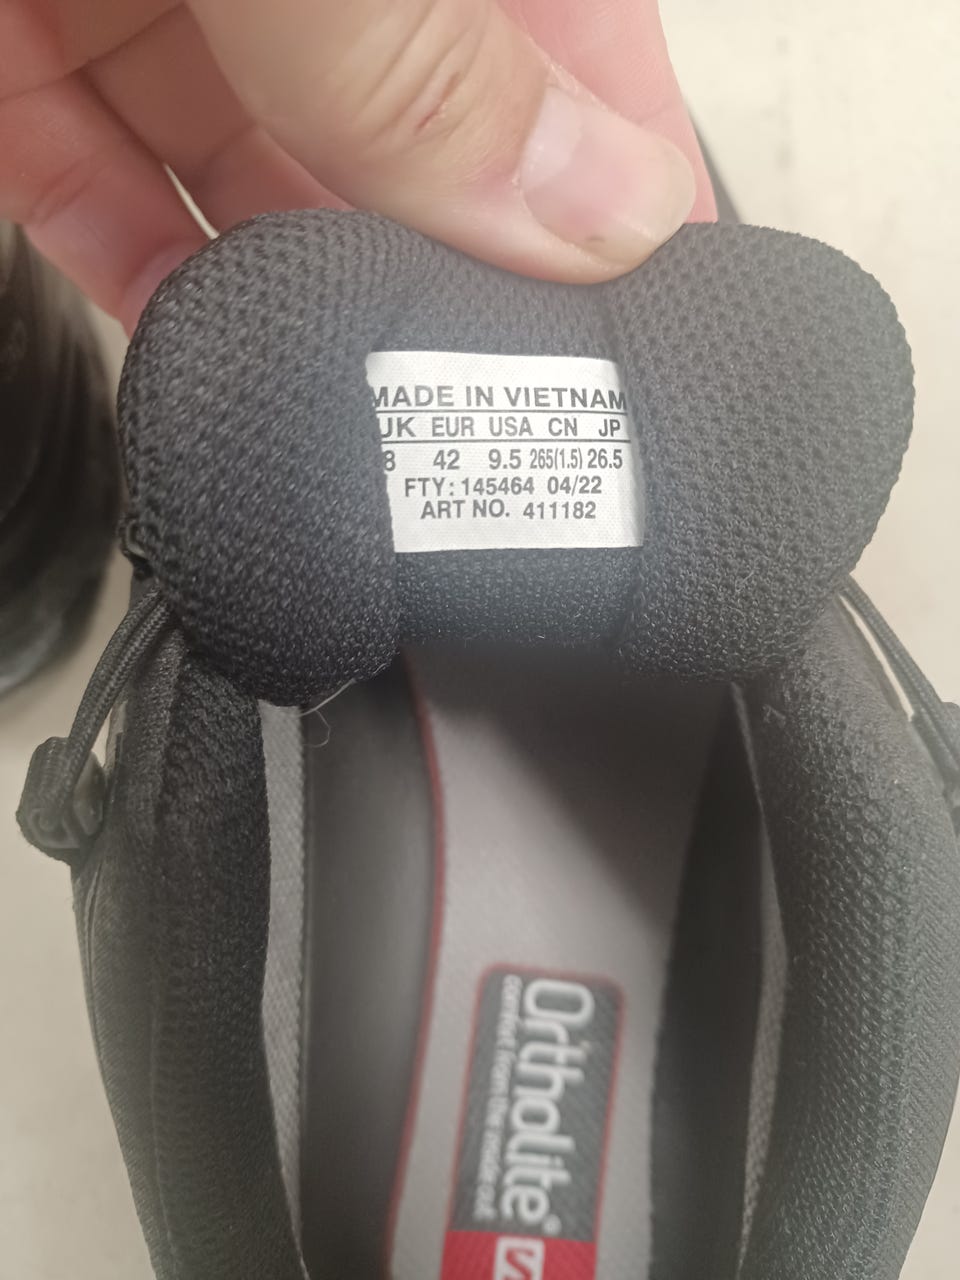 MADE IN VIETNAM
UK EUR USA CN JP
8 42 9.5 265(1.5) 26.5
FTY: 145464 04/22
ART NO. 411182
Ortholite®
comfort from the inside out.
S